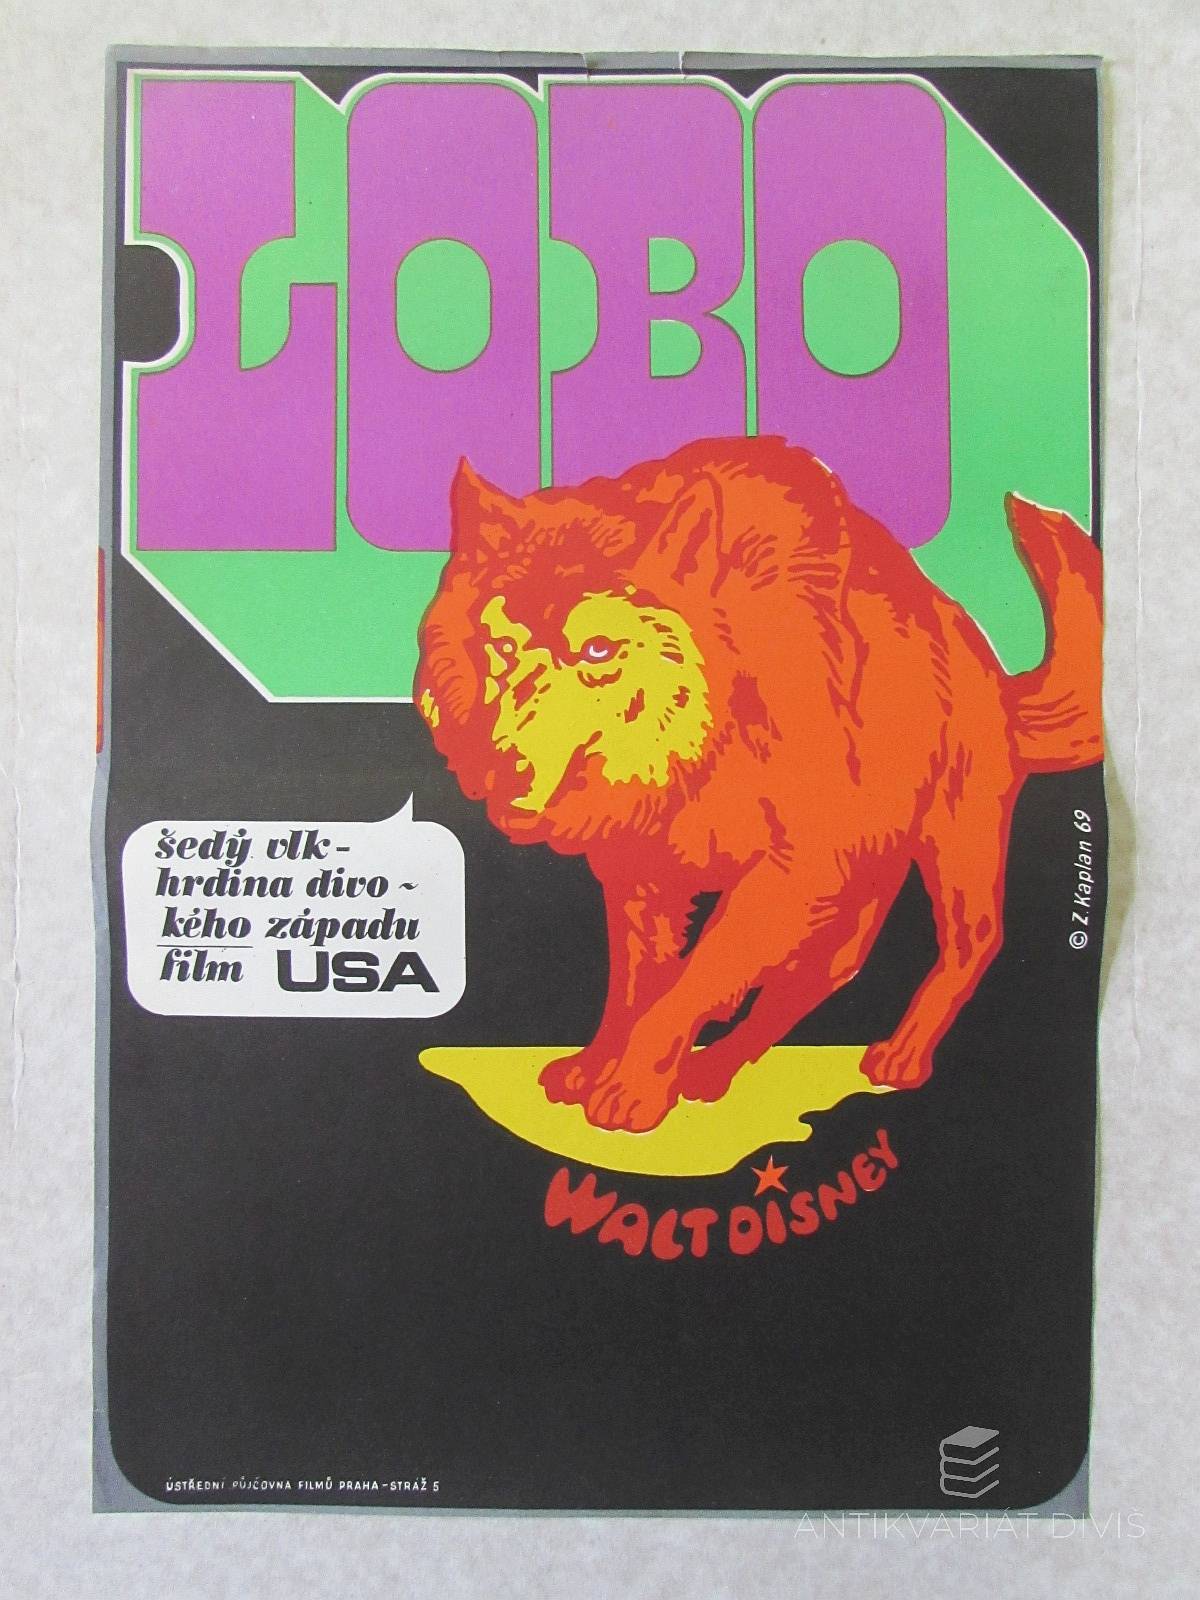 LOBO
šedý vlk-
hrdina divo~
kého západu
film USA
© Z. Kaplan 69
WALT DISNEY
ÚSTŘEDNÍ PŮJČOVNA FILMŮ PRAHA-STRÁŽ 5
ANTIKVARIÁT DIVIŠ